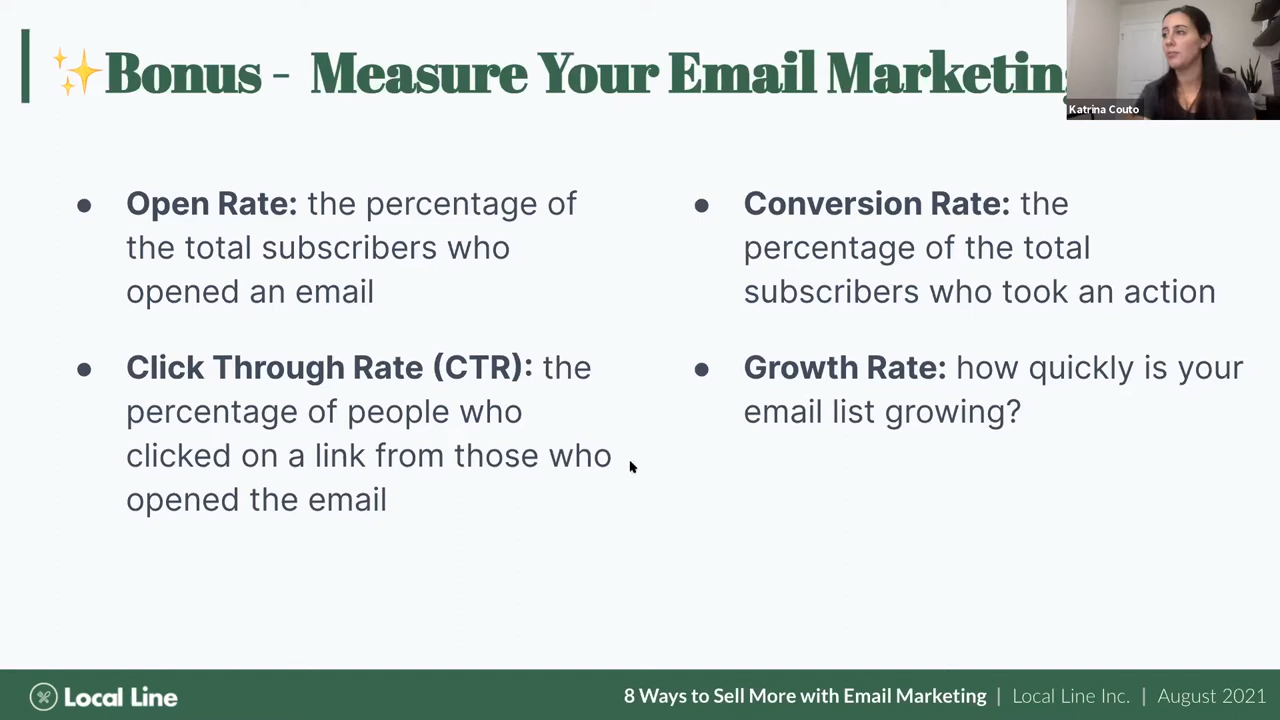 ✨Bonus - Measure Your Email Marketing
Katrina Couto
● Open Rate: the percentage of
the total subscribers who
opened an email
● Click Through Rate (CTR): the
percentage of people who
clicked on a link from those who
opened the email
● Conversion Rate: the
percentage of the total
subscribers who took an action
● Growth Rate: how quickly is your
email list growing?
Local Line
8 Ways to Sell More with Email Marketing | Local Line Inc. | August 2021